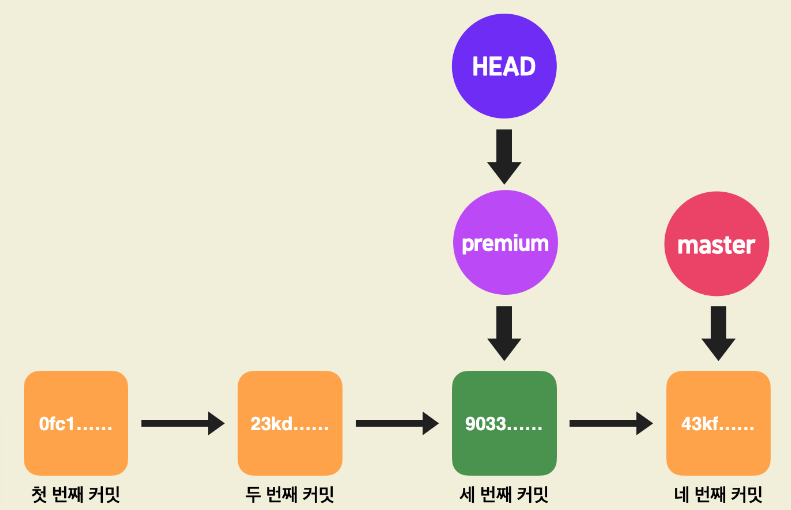 HEAD
premium
master
0fc1......
23kd......
9033......
43kf......
첫 번째 커밋
두 번째 커밋
세 번째 커밋
네 번째 커밋